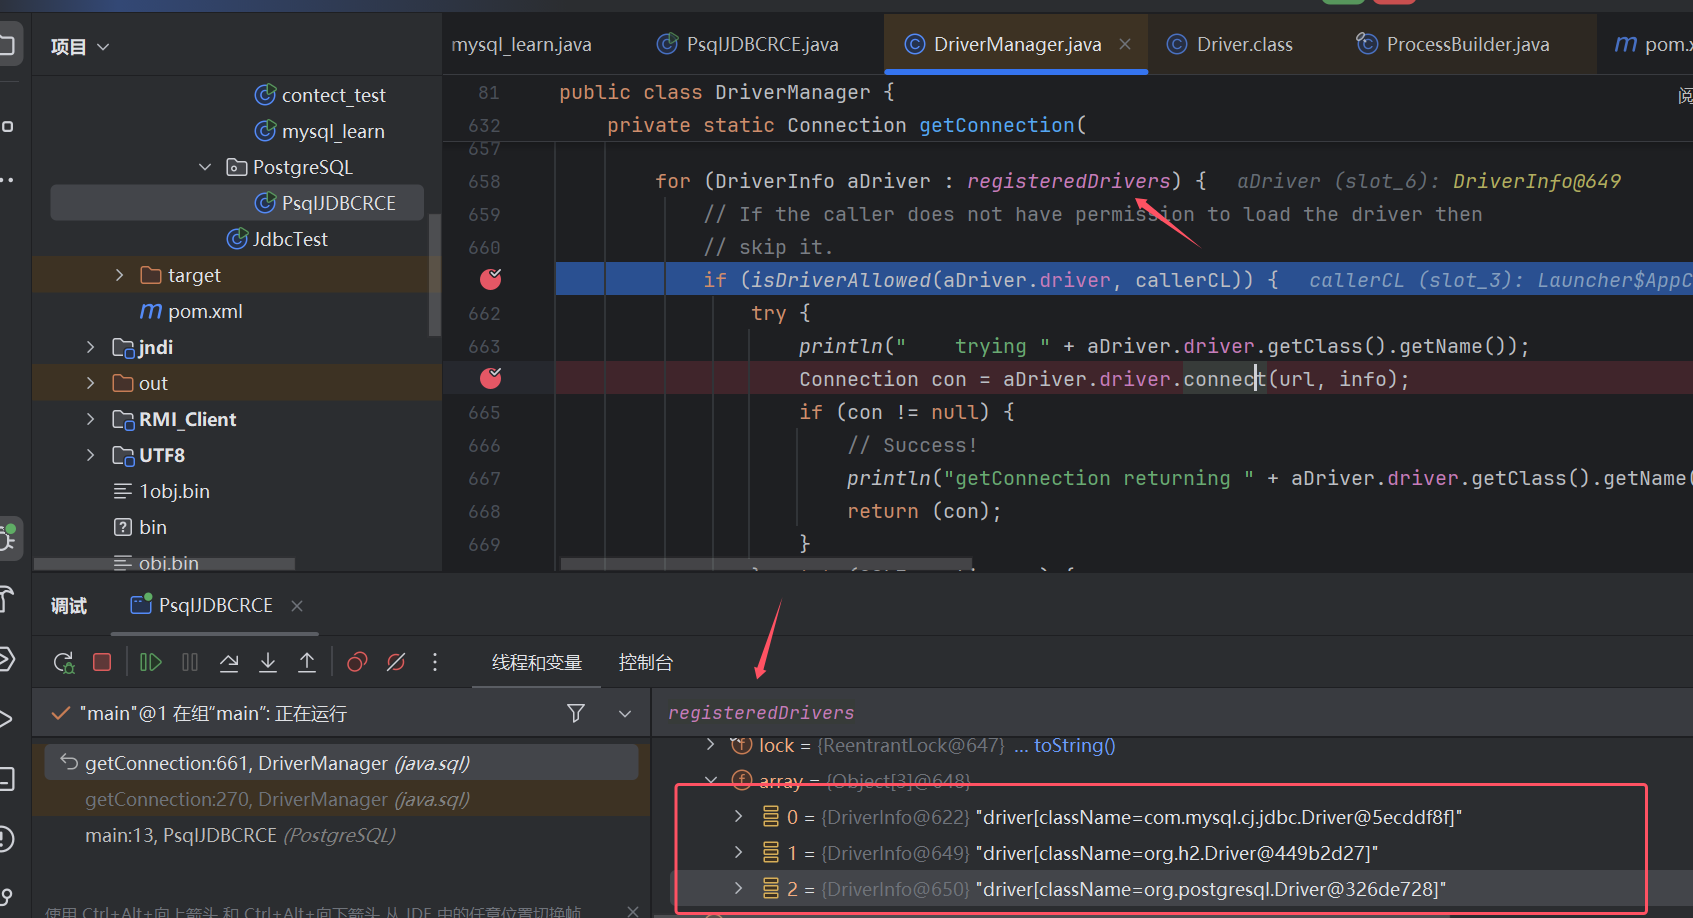 项目
mysql_learn.java
PsqlJDBCRCE.java
DriverManager.java
Driver.class
ProcessBuilder.java
m pom.x
contect_test
mysql_learn
PostgreSQL
PsqlJDBCRCE
JdbcTest
target
m pom.xml
jndi
out
RMI_Client
UTF8
1obj.bin
bin
obj.bin
81 public class DriverManager {
阅
632 private static Connection getConnection(
657
658 for (DriverInfo aDriver : registeredDrivers) { aDriver (slot_6): DriverInfo@649
659 // If the caller does not have permission to load the driver then
660 // skip it.
if (isDriverAllowed(aDriver.driver, callerCL)) { callerCL (slot_3): Launcher$AppC
662 try {
663 println("    trying " + aDriver.driver.getClass().getName());
Connection con = aDriver.driver.connect(url, info);
665 if (con != null) {
666 // Success!
667 println("getConnection returning " + aDriver.driver.getClass().getName(
668 return (con);
669 }
调试
PsqlJDBCRCE
线程和变量
控制台
"main"@1 在组“main”: 正在运行
getConnection:661, DriverManager (java.sql)
getConnection:270, DriverManager (java.sql)
main:13, PsqlJDBCRCE (PostgreSQL)
使用 Ctrl+Alt+向上箭头 和 Ctrl+Alt+向下箭头 从 IDE 中的任意位置切换帧
registeredDrivers
lock = {ReentrantLock@647} ... toString()
array = {Object[3]@648}
0 = {DriverInfo@622} "driver[className=com.mysql.cj.jdbc.Driver@5ecddf8f]"
1 = {DriverInfo@649} "driver[className=org.h2.Driver@449b2d27]"
2 = {DriverInfo@650} "driver[className=org.postgresql.Driver@326de728]"